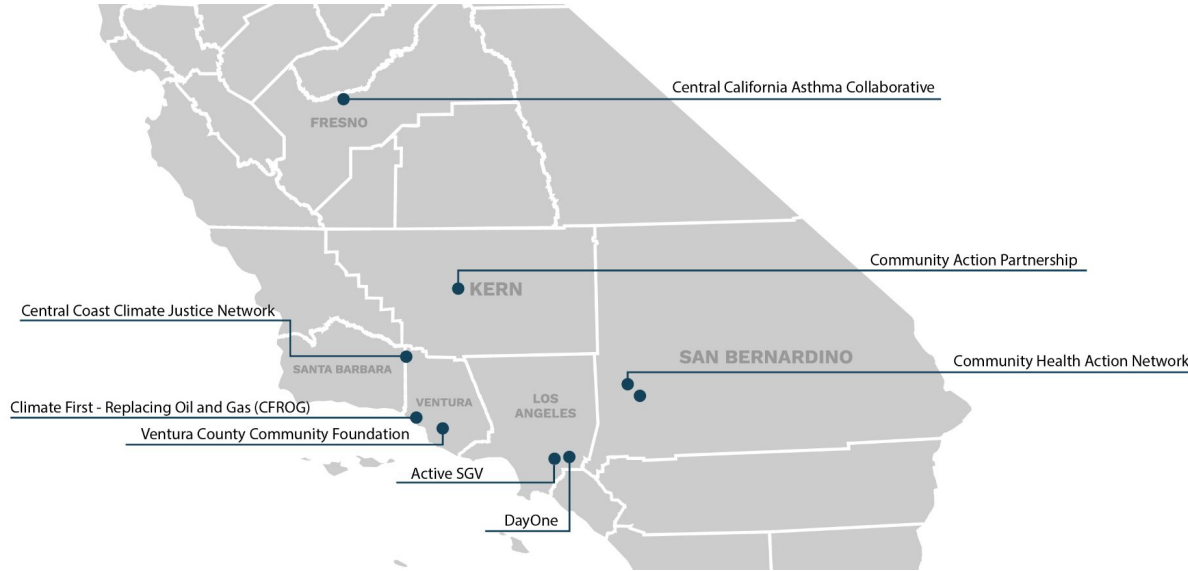 Central California Asthma Collaborative
FRESNO
Community Action Partnership
KERN
Central Coast Climate Justice Network
SAN BERNARDINO
Community Health Action Network
SANTA BARBARA
VENTURA
LOS
ANGELES
Climate First - Replacing Oil and Gas (CFROG)
Ventura County Community Foundation
Active SGV
DayOne